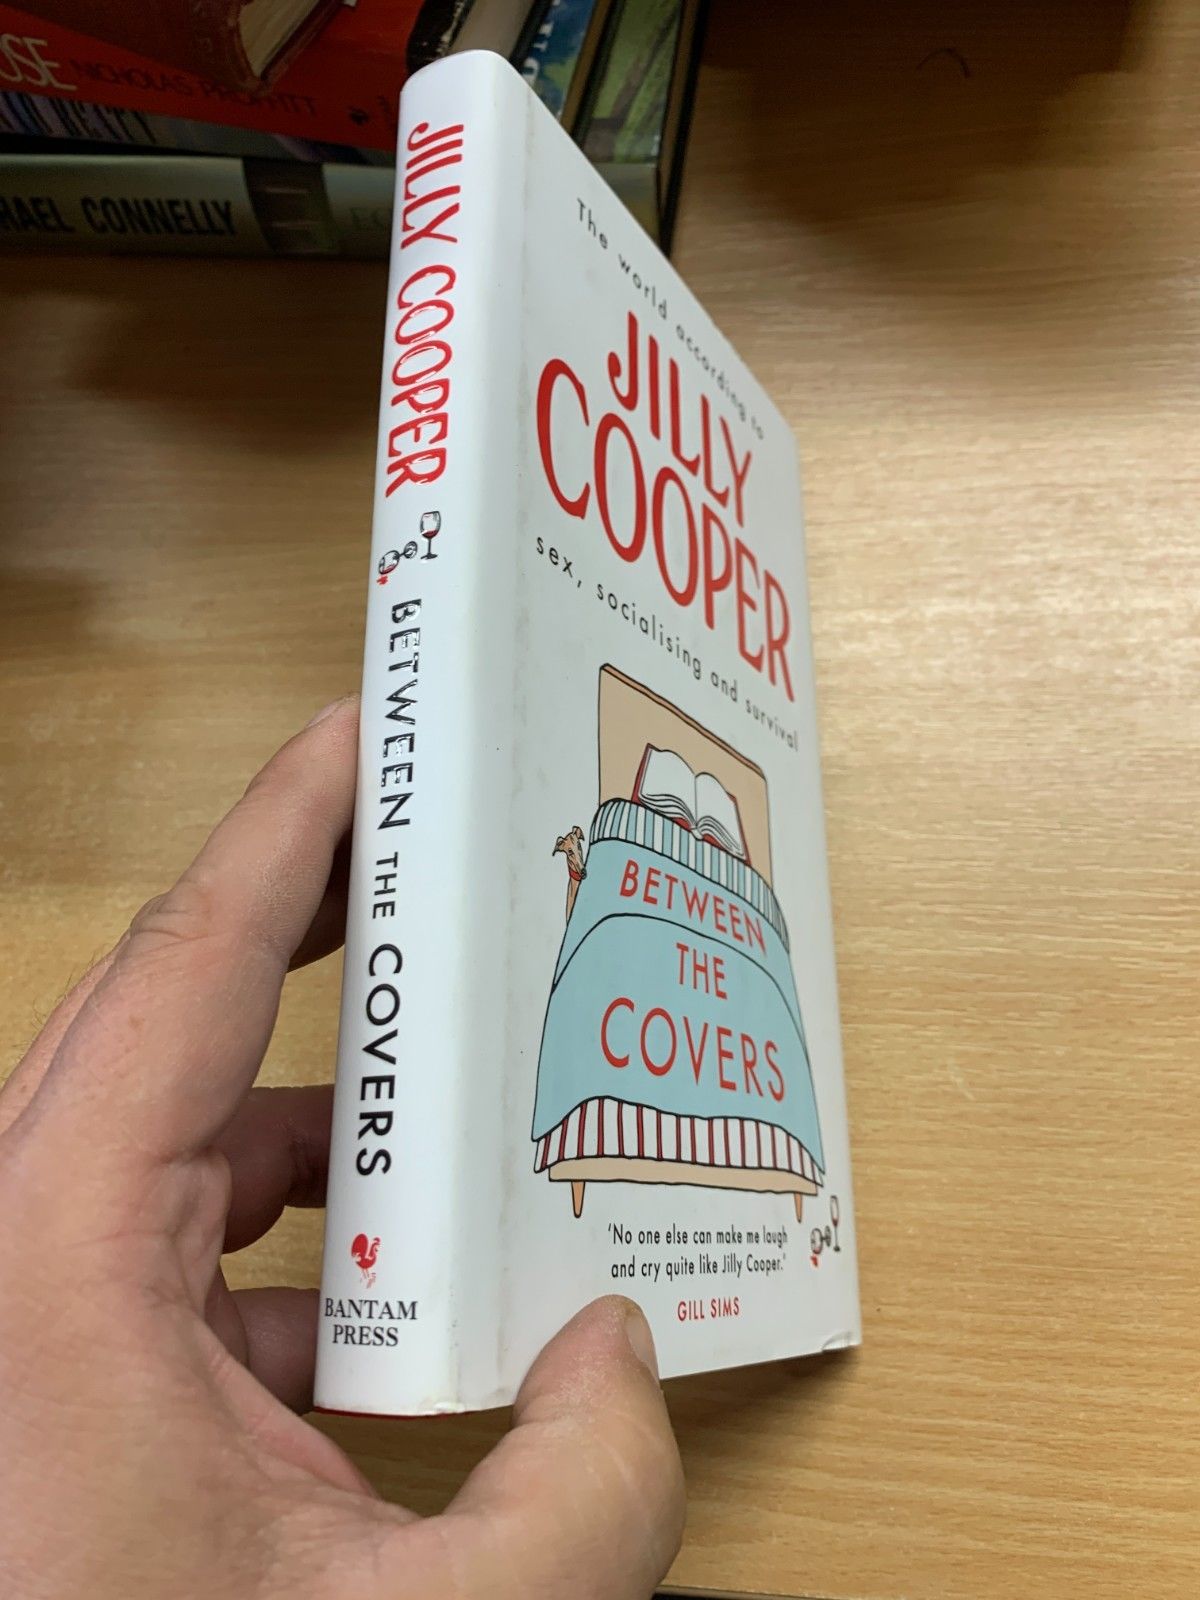 USE NICHOLAS PROFFITT
HAEL CONNELLY
JILLY COOPER
BETWEEN THE COVERS
BANTAM
PRESS
The world according to
JILLY
COOPER
sex, socialising and survival
BETWEEN
THE
COVERS
'No one else can make me laugh
and cry quite like Jilly Cooper.'
GILL SIMS